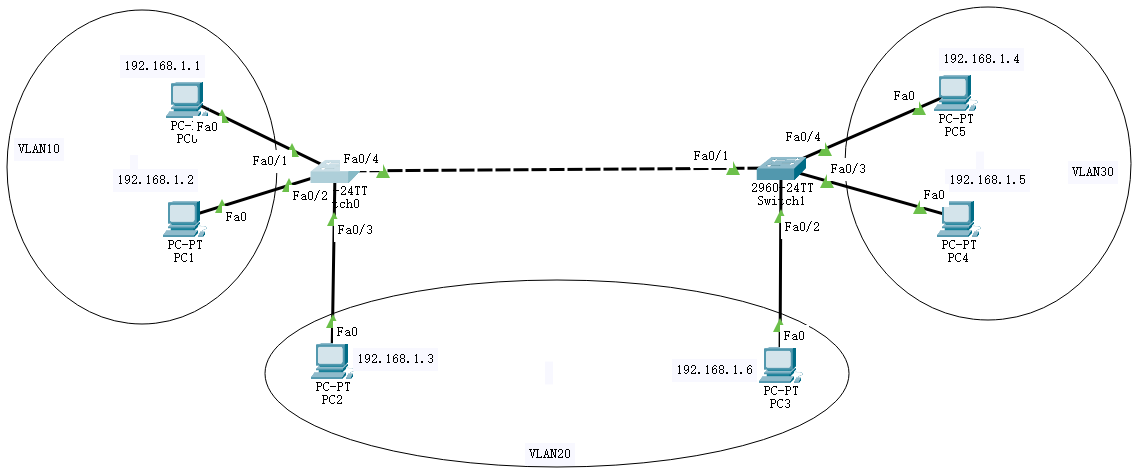 192.168.1.1
Fa0
VLAN10
192.168.1.2
Fa0/1
Fa0/2
Fa0
PC-PT
PC1
Fa0/4
-24TT
Fa0/3
Fa0/1
Fa0/4
2960-24TT
Switch1
Fa0/3
Fa0/2
192.168.1.4
Fa0
PC-PT
PC5
VLAN30
192.168.1.5
Fa0
PC-PT
PC4
Fa0
192.168.1.3
PC-PT
PC2
Fa0
192.168.1.6
PC-PT
PC3
VLAN20